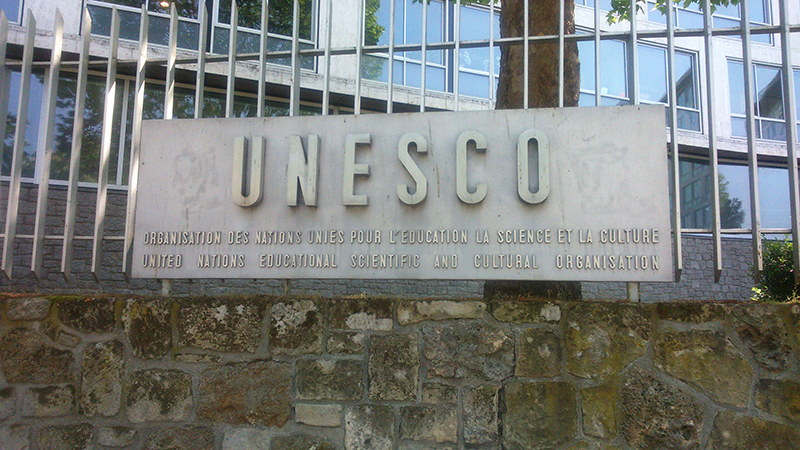 UNESCO
ORGANISATION DES NATIONS UNIES POUR L'EDUCATION LA SCIENCE ET LA CULTURE
UNITED NATIONS EDUCATIONAL SCIENTIFIC AND CULTURAL ORGANISATION